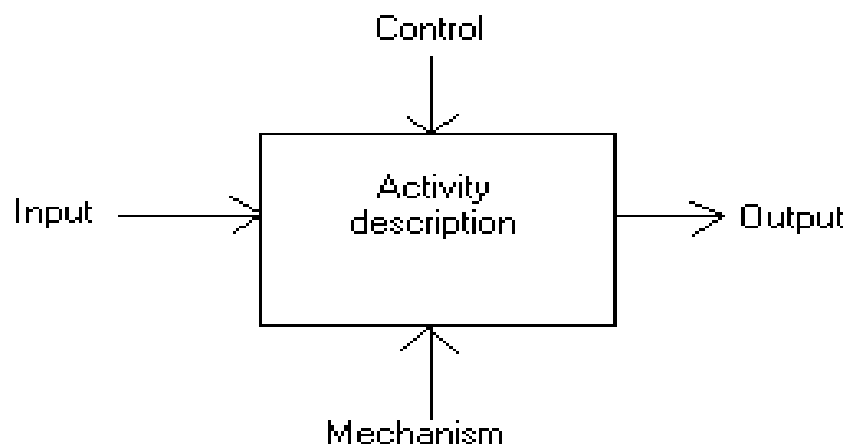 Control
Activity
description
Input
Output
Mechanism